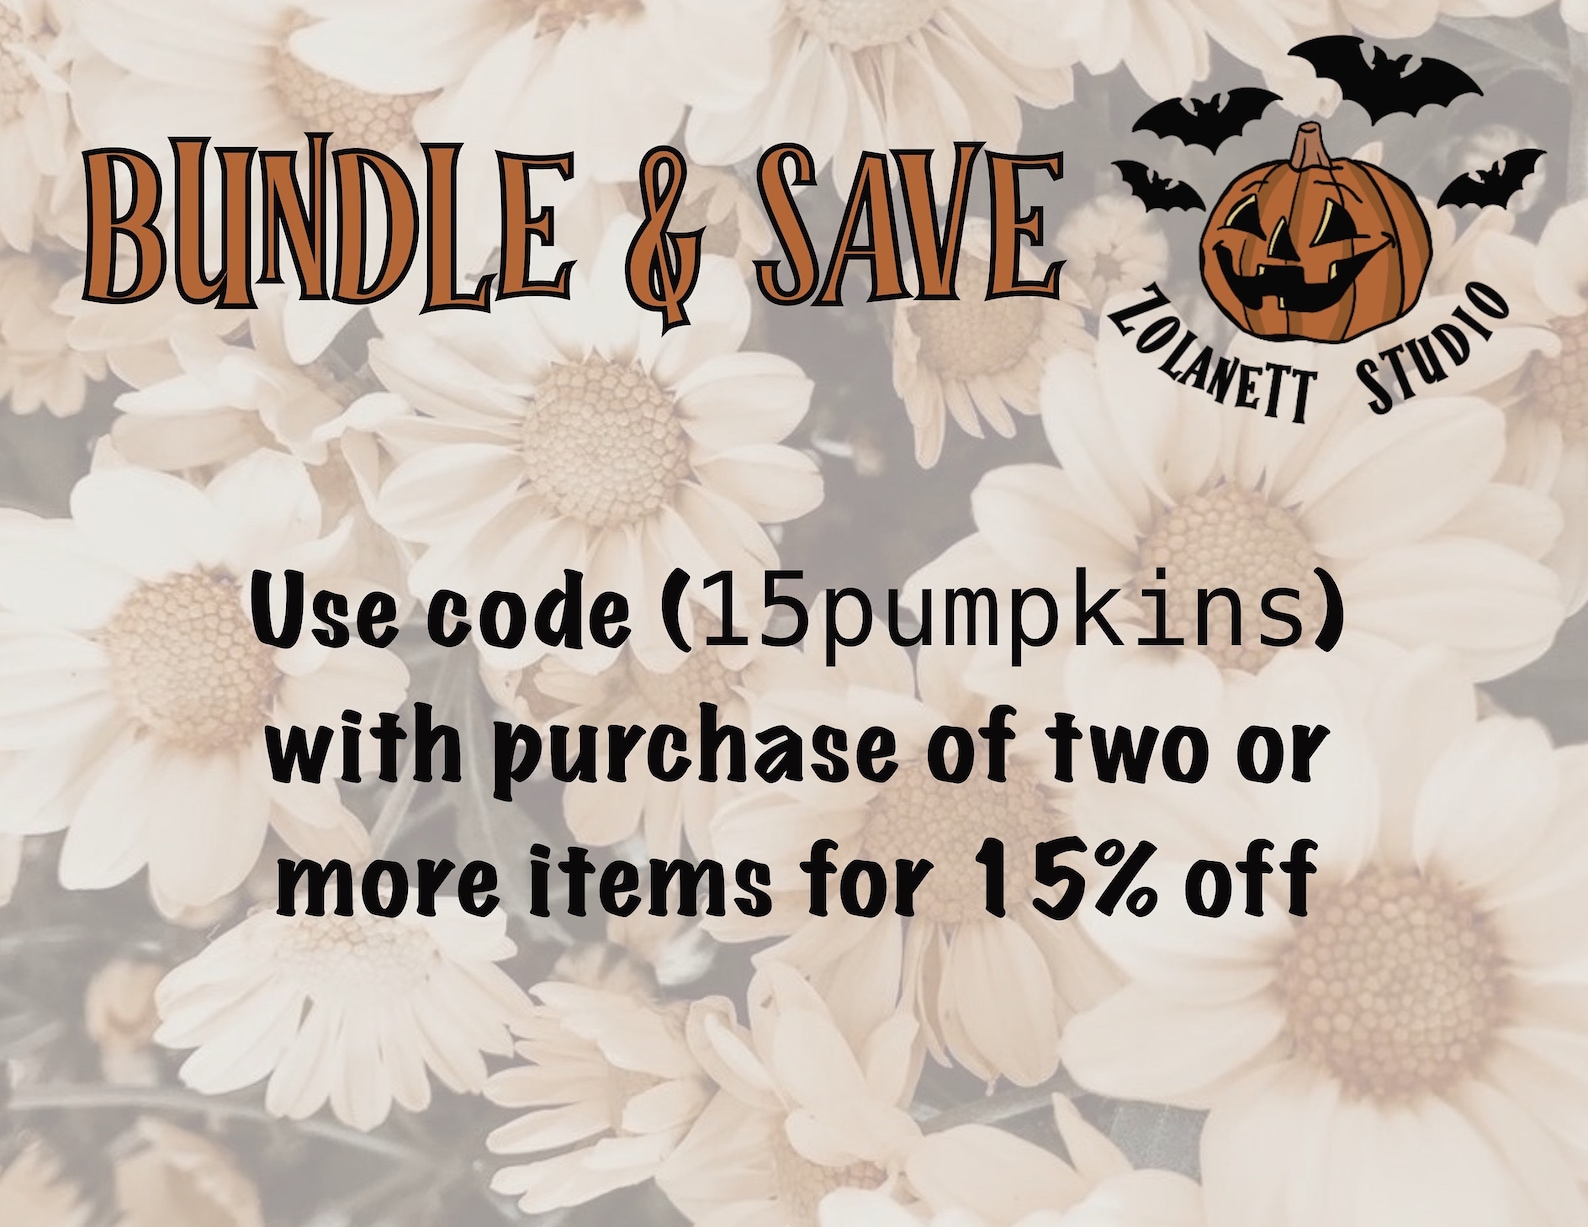 BUNDLE & SAVE
ZOLANETT STUDIO
Use code (15pumpkins)
with purchase of two or
more items for 15% off